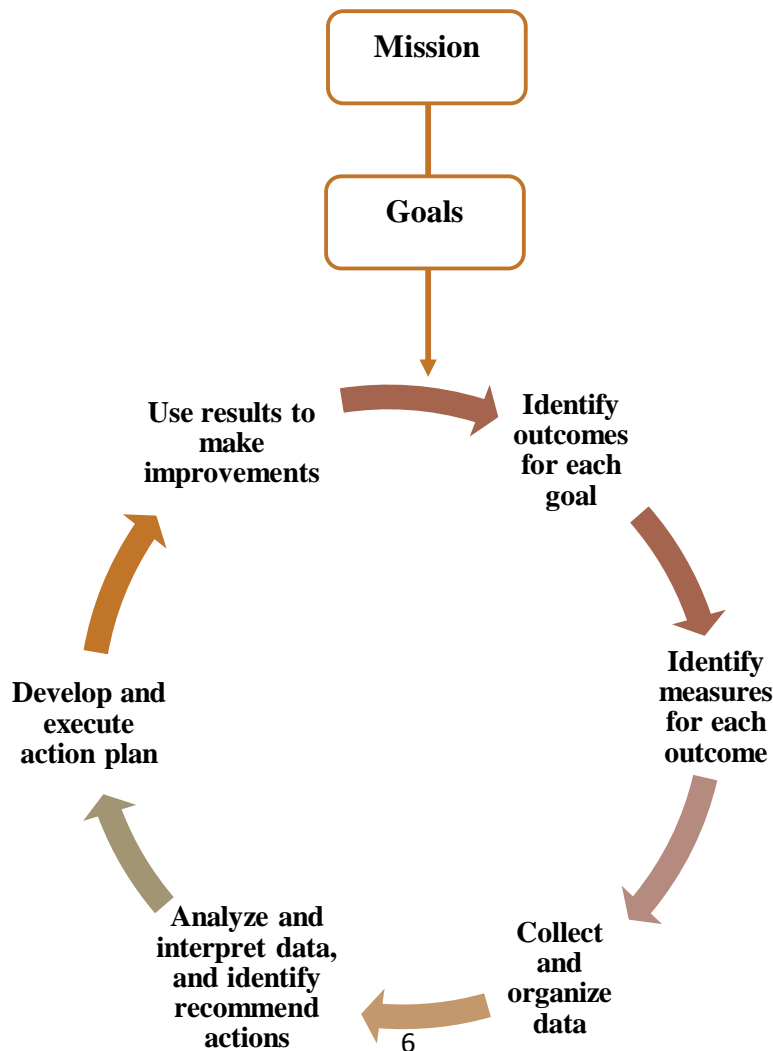 Mission
Goals
Identify
outcomes
for each
goal
Identify
measures
for each
outcome
Collect
and
organize
data
Analyze and
interpret data,
and identify
recommend
actions
Develop and
execute
action plan
Use results to
make
improvements
6